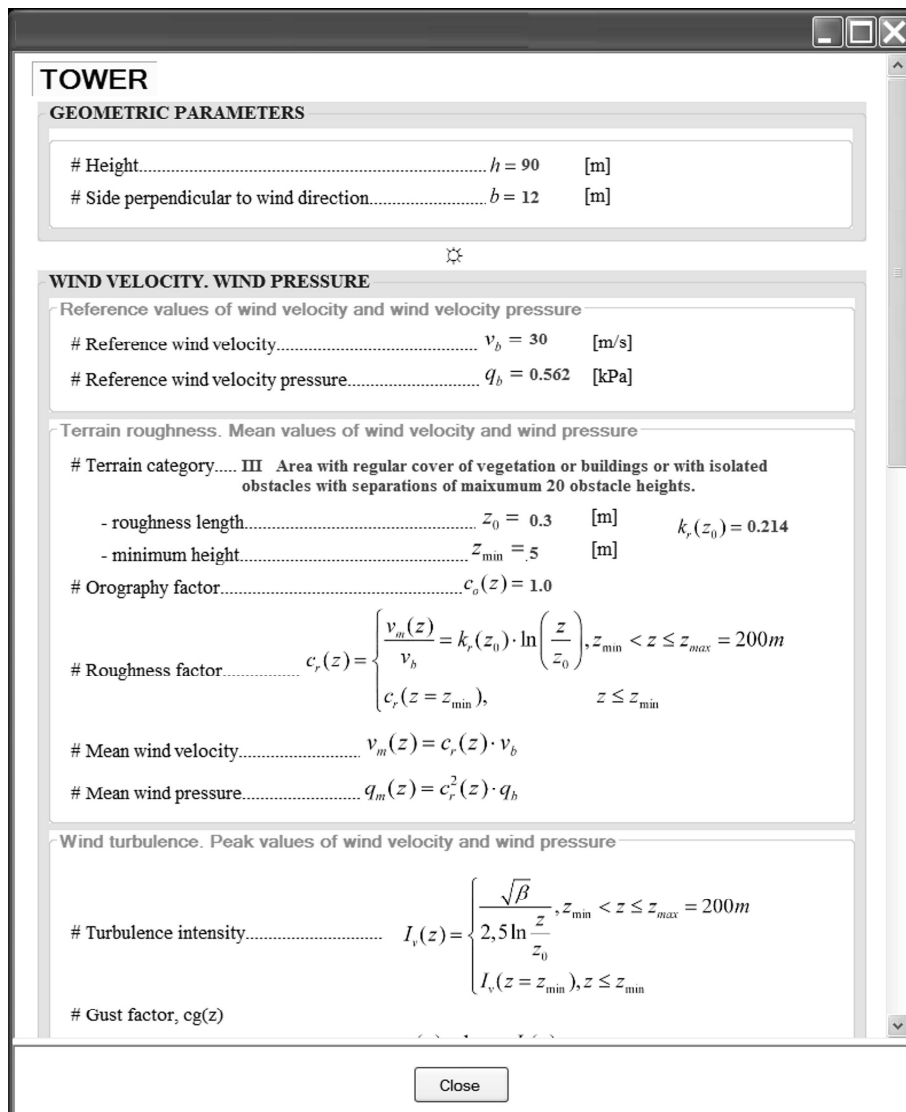 TOWER
GEOMETRIC PARAMETERS
# Height.................................................................... h = 90 [m]
# Side perpendicular to wind direction....................... b = 12 [m]
WIND VELOCITY. WIND PRESSURE
Reference values of wind velocity and wind velocity pressure
# Reference wind velocity........................................ v_b = 30 [m/s]
# Reference wind velocity pressure.......................... q_b = 0.562 [kPa]
Terrain roughness. Mean values of wind velocity and wind pressure
# Terrain category..... III Area with regular cover of vegetation or buildings or with isolated
obstacles with separations of maixumum 20 obstacle heights.
- roughness length............................................. z_0 = 0.3 [m] k_r(z_0) = 0.214
- minimum height.............................................. z_min = 5 [m]
# Orography factor................................................ c_o(z) = 1.0
# Roughness factor............... c_r(z) = { v_m(z)/v_b = k_r(z_0) · ln(z/z_0), z_min < z ≤ z_max = 200m
c_r(z = z_min), z ≤ z_min
# Mean wind velocity........................ v_m(z) = c_r(z) · v_b
# Mean wind pressure........................ q_m(z) = c_r²(z) · q_b
Wind turbulence. Peak values of wind velocity and wind pressure
# Turbulence intensity........................... I_v(z) = { √β / (2,5 ln z/z_0), z_min < z ≤ z_max = 200m
I_v(z = z_min), z ≤ z_min
# Gust factor, cg(z)
Close